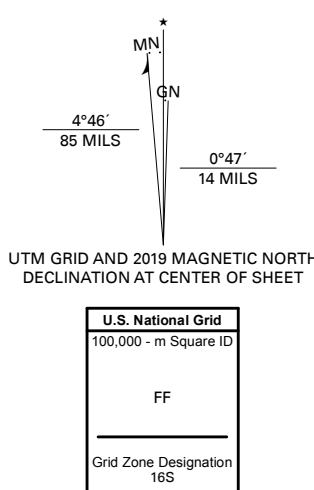 ★
MN
GN
4°46´
85 MILS
0°47´
14 MILS
UTM GRID AND 2019 MAGNETIC NORTH
DECLINATION AT CENTER OF SHEET
U.S. National Grid
100,000 - m Square ID
FF
Grid Zone Designation
16S